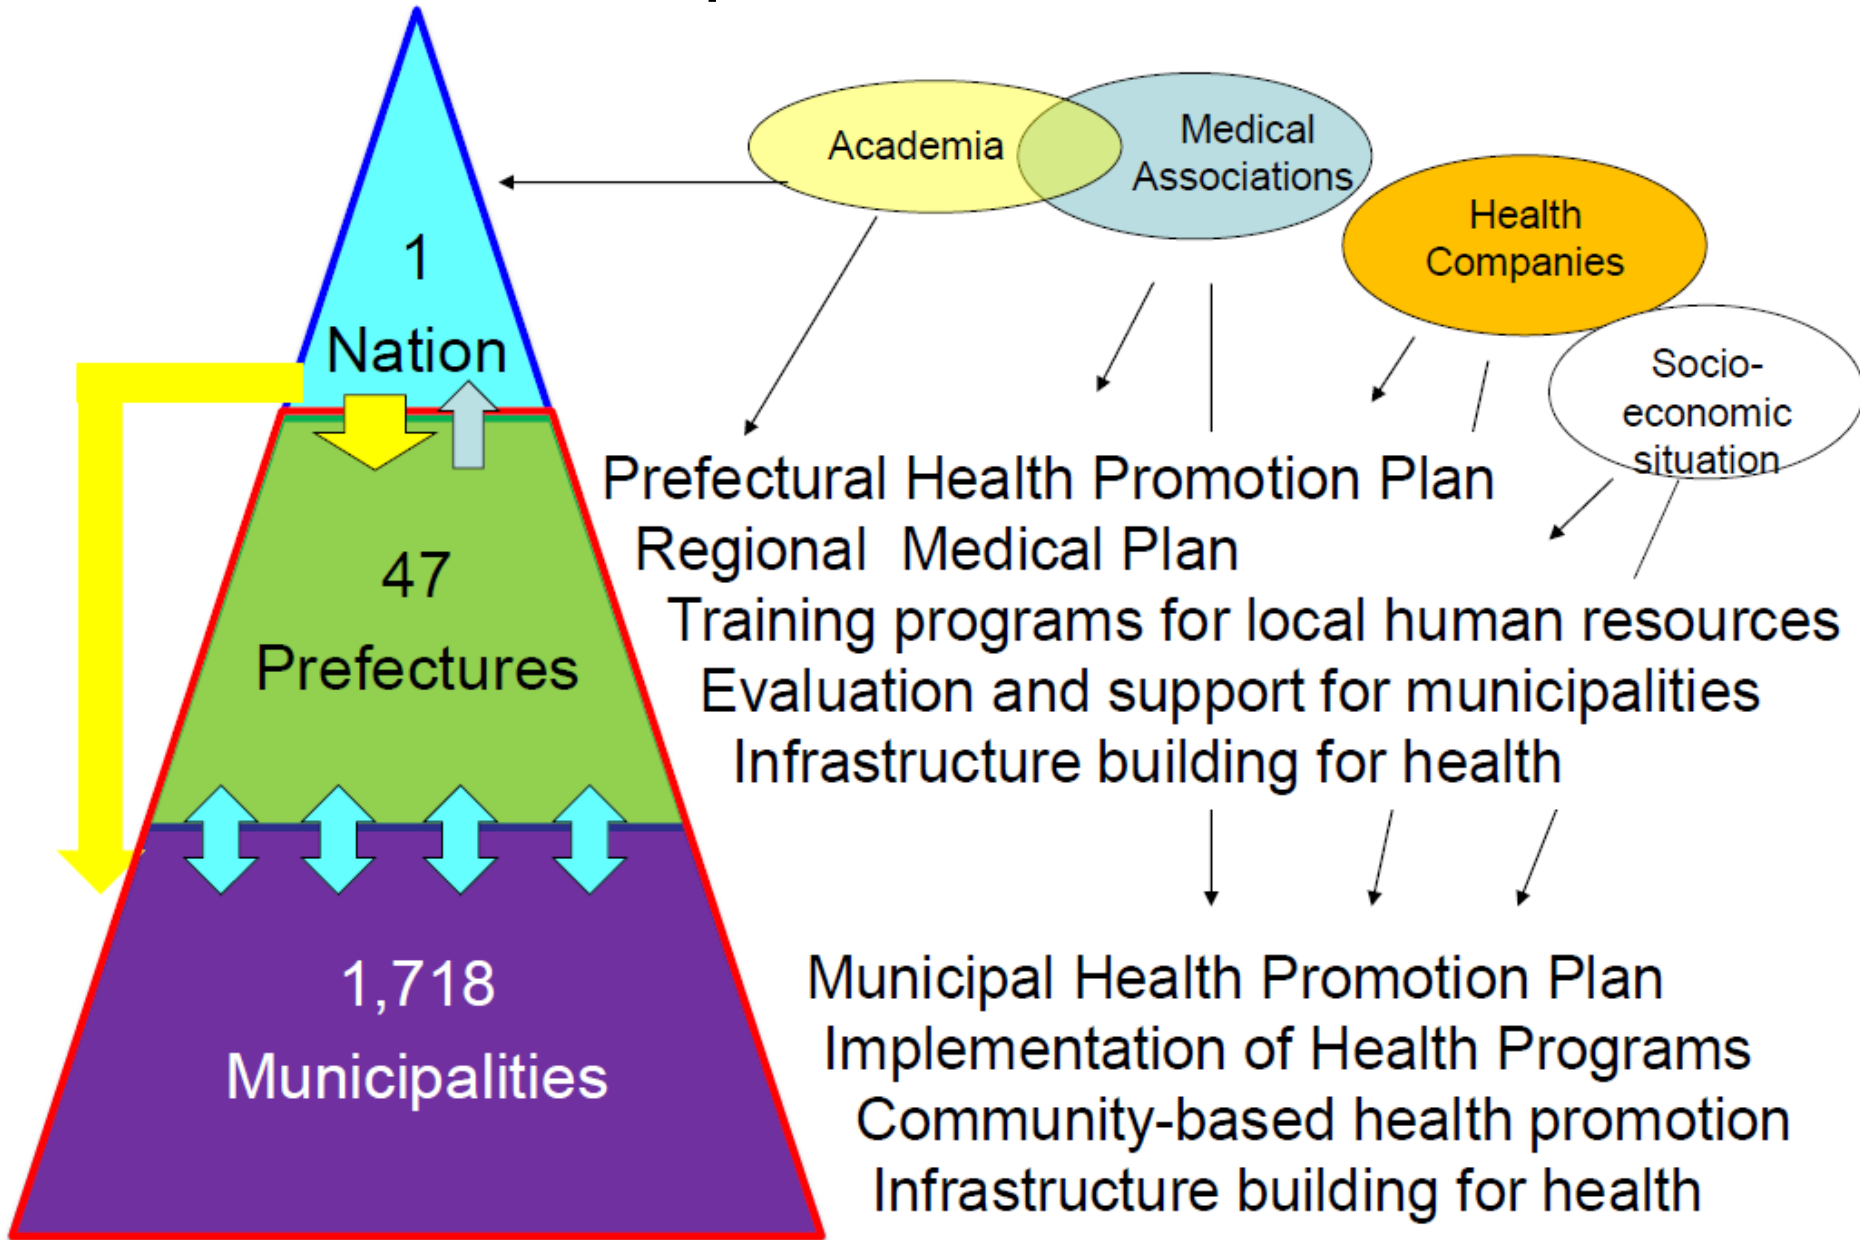 1
Nation
47
Prefectures
1,718
Municipalities
Academia
Medical
Associations
Health
Companies
Socio-
economic
situation
Prefectural Health Promotion Plan
Regional Medical Plan
Training programs for local human resources
Evaluation and support for municipalities
Infrastructure building for health
Municipal Health Promotion Plan
Implementation of Health Programs
Community-based health promotion
Infrastructure building for health